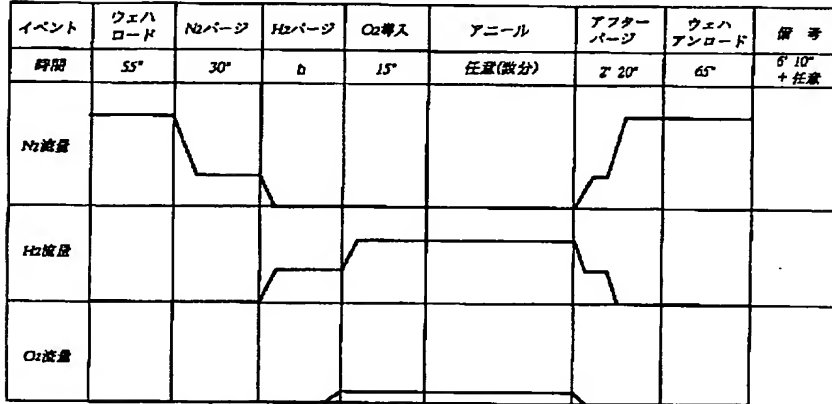 イベント
ウェハ
ロード
N2パージ
H2パージ
O2導入
アニール
アフター
パージ
ウェハ
アンロード
備 考
時間
55"
30"
15"
任意(数分)
2' 20"
65"
6' 10"
+ 任意
N2流量
H2流量
O2流量